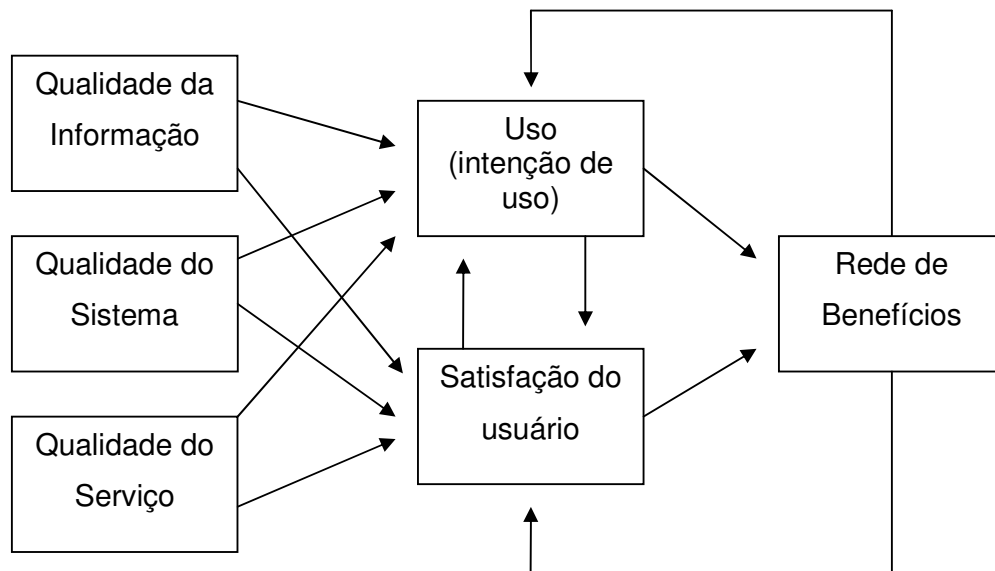 Qualidade da
Informação
Qualidade do
Sistema
Qualidade do
Serviço
Uso
(intenção de
uso)
Satisfação do
usuário
Rede de
Benefícios